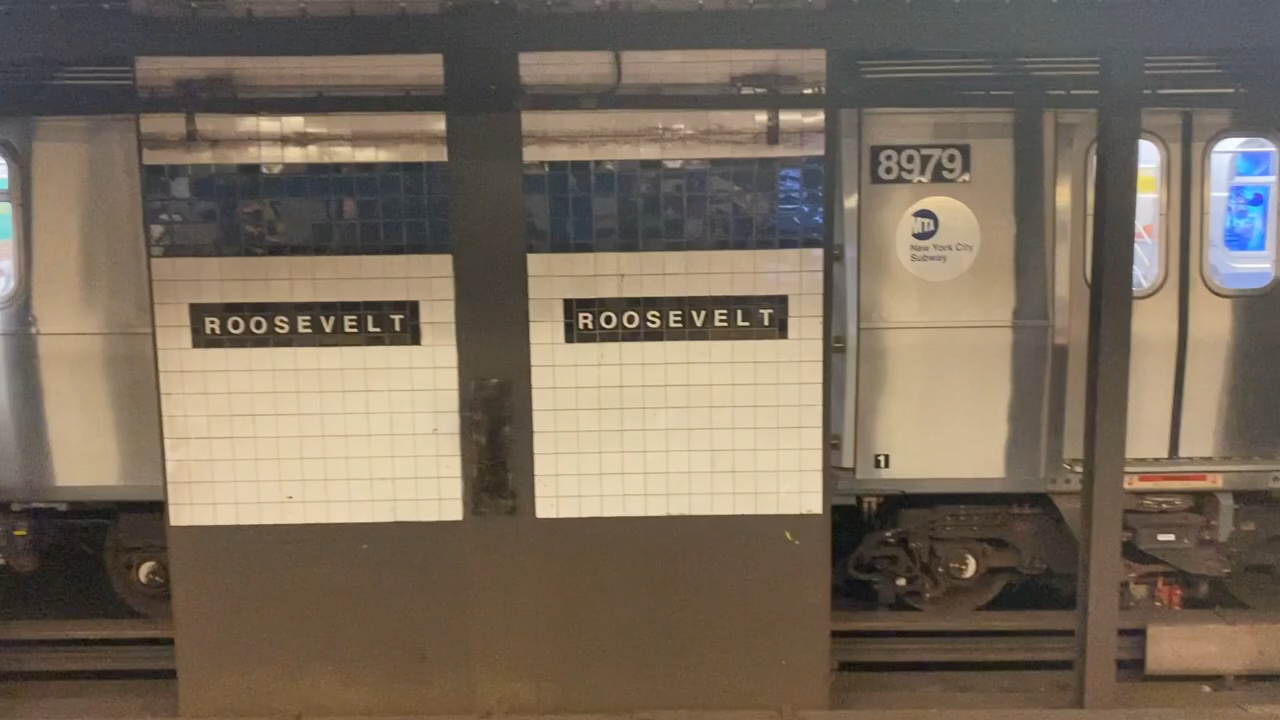 ROOSEVELT
ROOSEVELT
8979
MTA
New York City
Subway
1